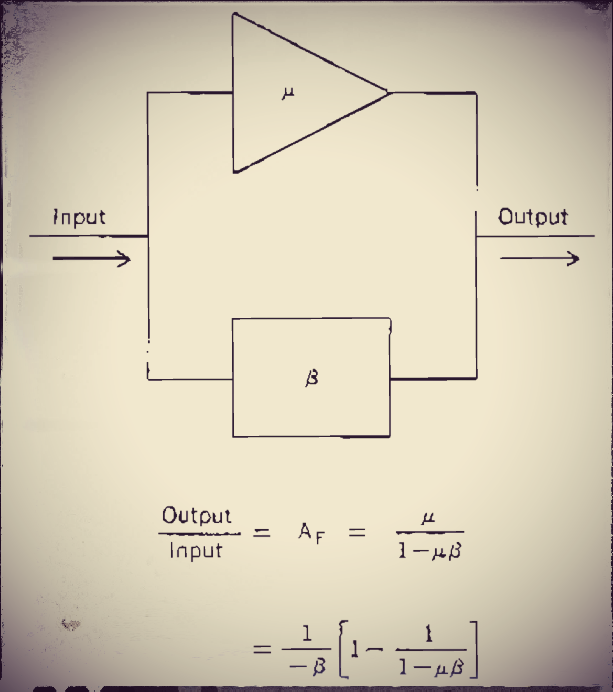 μ
Input
Output
β
Output/Input = A_F = μ/(1−μβ)
= 1/(−β) [1 − 1/(1−μβ)]